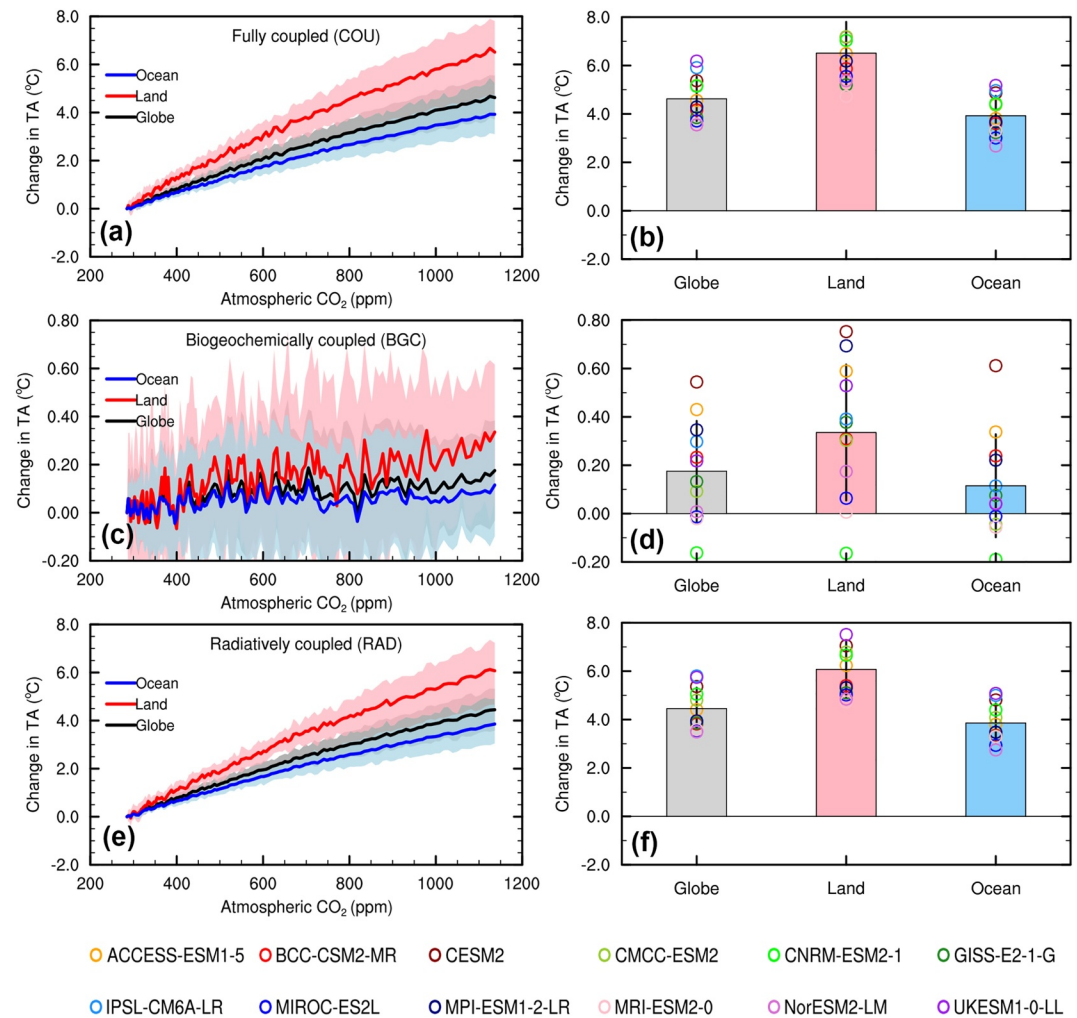 8.0
6.0
4.0
2.0
0.0
-2.0
Change in TA (°C)
Fully coupled (COU)
Ocean
Land
Globe
(a)
200 400 600 800 1000 1200
Atmospheric CO2 (ppm)
8.0
6.0
4.0
2.0
0.0
-2.0
Change in TA (°C)
(b)
Globe Land Ocean
0.80
0.60
0.40
0.20
0.00
-0.20
Change in TA (°C)
Biogeochemically coupled (BGC)
Ocean
Land
Globe
(c)
200 400 600 800 1000 1200
Atmospheric CO2 (ppm)
0.80
0.60
0.40
0.20
0.00
-0.20
Change in TA (°C)
(d)
Globe Land Ocean
8.0
6.0
4.0
2.0
0.0
-2.0
Change in TA (°C)
Radiatively coupled (RAD)
Ocean
Land
Globe
(e)
200 400 600 800 1000 1200
Atmospheric CO2 (ppm)
8.0
6.0
4.0
2.0
0.0
-2.0
Change in TA (°C)
(f)
Globe Land Ocean
ACCESS-ESM1-5 BCC-CSM2-MR CESM2 CMCC-ESM2 CNRM-ESM2-1 GISS-E2-1-G
IPSL-CM6A-LR MIROC-ES2L MPI-ESM1-2-LR MRI-ESM2-0 NorESM2-LM UKESM1-0-LL